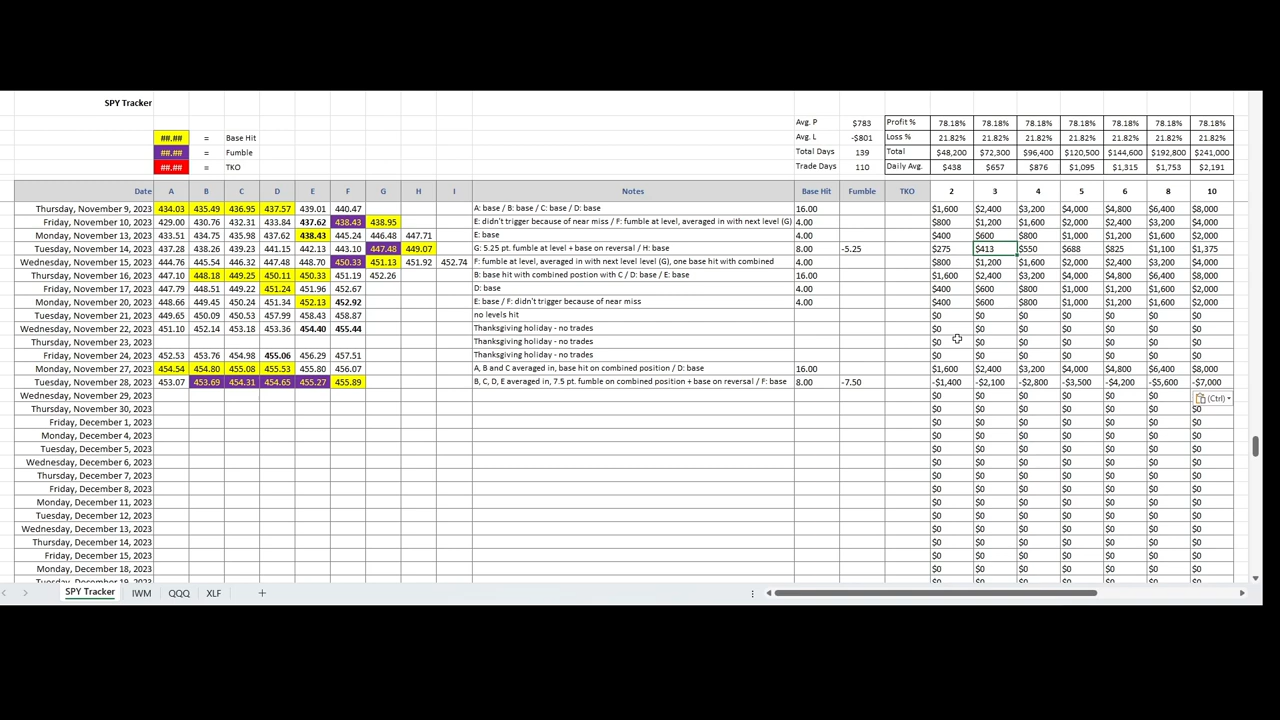 SPY Tracker
Avg. P $783 Profit % 78.18% 78.18% 78.18% 78.18% 78.18% 78.18% 78.18%
##.## = Base Hit Avg. L -$801 Loss % 21.82% 21.82% 21.82% 21.82% 21.82% 21.82% 21.82%
##.## = Fumble Total Days 139 Total $48,200 $72,300 $96,400 $120,500 $144,600 $192,800 $241,000
##.## = TKO Trade Days 110 Daily Avg. $438 $657 $876 $1,095 $1,315 $1,753 $2,191
Date A B C D E F G H I Notes Base Hit Fumble TKO 2 3 4 5 6 8 10
Thursday, November 9, 2023 434.03 435.49 436.95 437.57 439.01 440.47 A: base / B: base / C: base / D: base 16.00 $1,600 $2,400 $3,200 $4,000 $4,800 $6,400 $8,000
Friday, November 10, 2023 429.00 430.76 432.31 433.84 437.62 438.43 438.95 E: didn't trigger because of near miss / F: fumble at level, averaged in with next level (G) 4.00 $800 $1,200 $1,600 $2,000 $2,400 $3,200 $4,000
Monday, November 13, 2023 433.51 434.75 435.98 437.62 438.43 445.24 446.48 447.71 E: base 4.00 $400 $600 $800 $1,000 $1,200 $1,600 $2,000
Tuesday, November 14, 2023 437.28 438.26 439.23 441.15 442.13 443.10 447.48 449.07 G: 5.25 pt. fumble at level + base on reversal / H: base 8.00 -5.25 $275 $413 $550 $688 $825 $1,100 $1,375
Wednesday, November 15, 2023 444.76 445.54 446.32 447.48 448.70 450.33 451.13 451.92 452.74 F: fumble at level, averaged in with next level level (G), one base hit with combined 4.00 $800 $1,200 $1,600 $2,000 $2,400 $3,200 $4,000
Thursday, November 16, 2023 447.10 448.18 449.25 450.11 450.33 451.19 452.26 B: base hit with combined postion with C / D: base / E: base 16.00 $1,600 $2,400 $3,200 $4,000 $4,800 $6,400 $8,000
Friday, November 17, 2023 447.79 448.51 449.22 451.24 451.96 452.67 D: base 4.00 $400 $600 $800 $1,000 $1,200 $1,600 $2,000
Monday, November 20, 2023 448.66 449.45 450.24 451.34 452.13 452.92 E: base / F: didn't trigger because of near miss 4.00 $400 $600 $800 $1,000 $1,200 $1,600 $2,000
Tuesday, November 21, 2023 449.65 450.09 450.53 457.99 458.43 458.87 no levels hit $0 $0 $0 $0 $0 $0 $0
Wednesday, November 22, 2023 451.10 452.14 453.18 453.36 454.40 455.44 Thanksgiving holiday - no trades $0 $0 $0 $0 $0 $0 $0
Thursday, November 23, 2023 Thanksgiving holiday - no trades $0 $0 $0 $0 $0 $0 $0
Friday, November 24, 2023 452.53 453.76 454.98 455.06 456.29 457.51 Thanksgiving holiday - no trades $0 $0 $0 $0 $0 $0 $0
Monday, November 27, 2023 454.54 454.80 455.08 455.53 455.80 456.07 A, B and C averaged in, base hit on combined position / D: base 16.00 $1,600 $2,400 $3,200 $4,000 $4,800 $6,400 $8,000
Tuesday, November 28, 2023 453.07 453.69 454.31 454.65 455.27 455.89 B, C, D, E averaged in, 7.5 pt. fumble on combined position + base on reversal / F: base 8.00 -7.50 -$1,400 -$2,100 -$2,800 -$3,500 -$4,200 -$5,600 -$7,000
Wednesday, November 29, 2023 $0 $0 $0 $0 $0 $0 $0 (Ctrl)
Thursday, November 30, 2023 $0 $0 $0 $0 $0 $0 $0
Friday, December 1, 2023 $0 $0 $0 $0 $0 $0 $0
Monday, December 4, 2023 $0 $0 $0 $0 $0 $0 $0
Tuesday, December 5, 2023 $0 $0 $0 $0 $0 $0 $0
Wednesday, December 6, 2023 $0 $0 $0 $0 $0 $0 $0
Thursday, December 7, 2023 $0 $0 $0 $0 $0 $0 $0
Friday, December 8, 2023 $0 $0 $0 $0 $0 $0 $0
Monday, December 11, 2023 $0 $0 $0 $0 $0 $0 $0
Tuesday, December 12, 2023 $0 $0 $0 $0 $0 $0 $0
Wednesday, December 13, 2023 $0 $0 $0 $0 $0 $0 $0
Thursday, December 14, 2023 $0 $0 $0 $0 $0 $0 $0
Friday, December 15, 2023 $0 $0 $0 $0 $0 $0 $0
Monday, December 18, 2023 $0 $0 $0 $0 $0 $0 $0
Tuesday, December 19, 2023 $0 $0 $0 $0 $0 $0 $0
SPY Tracker IWM QQQ XLF